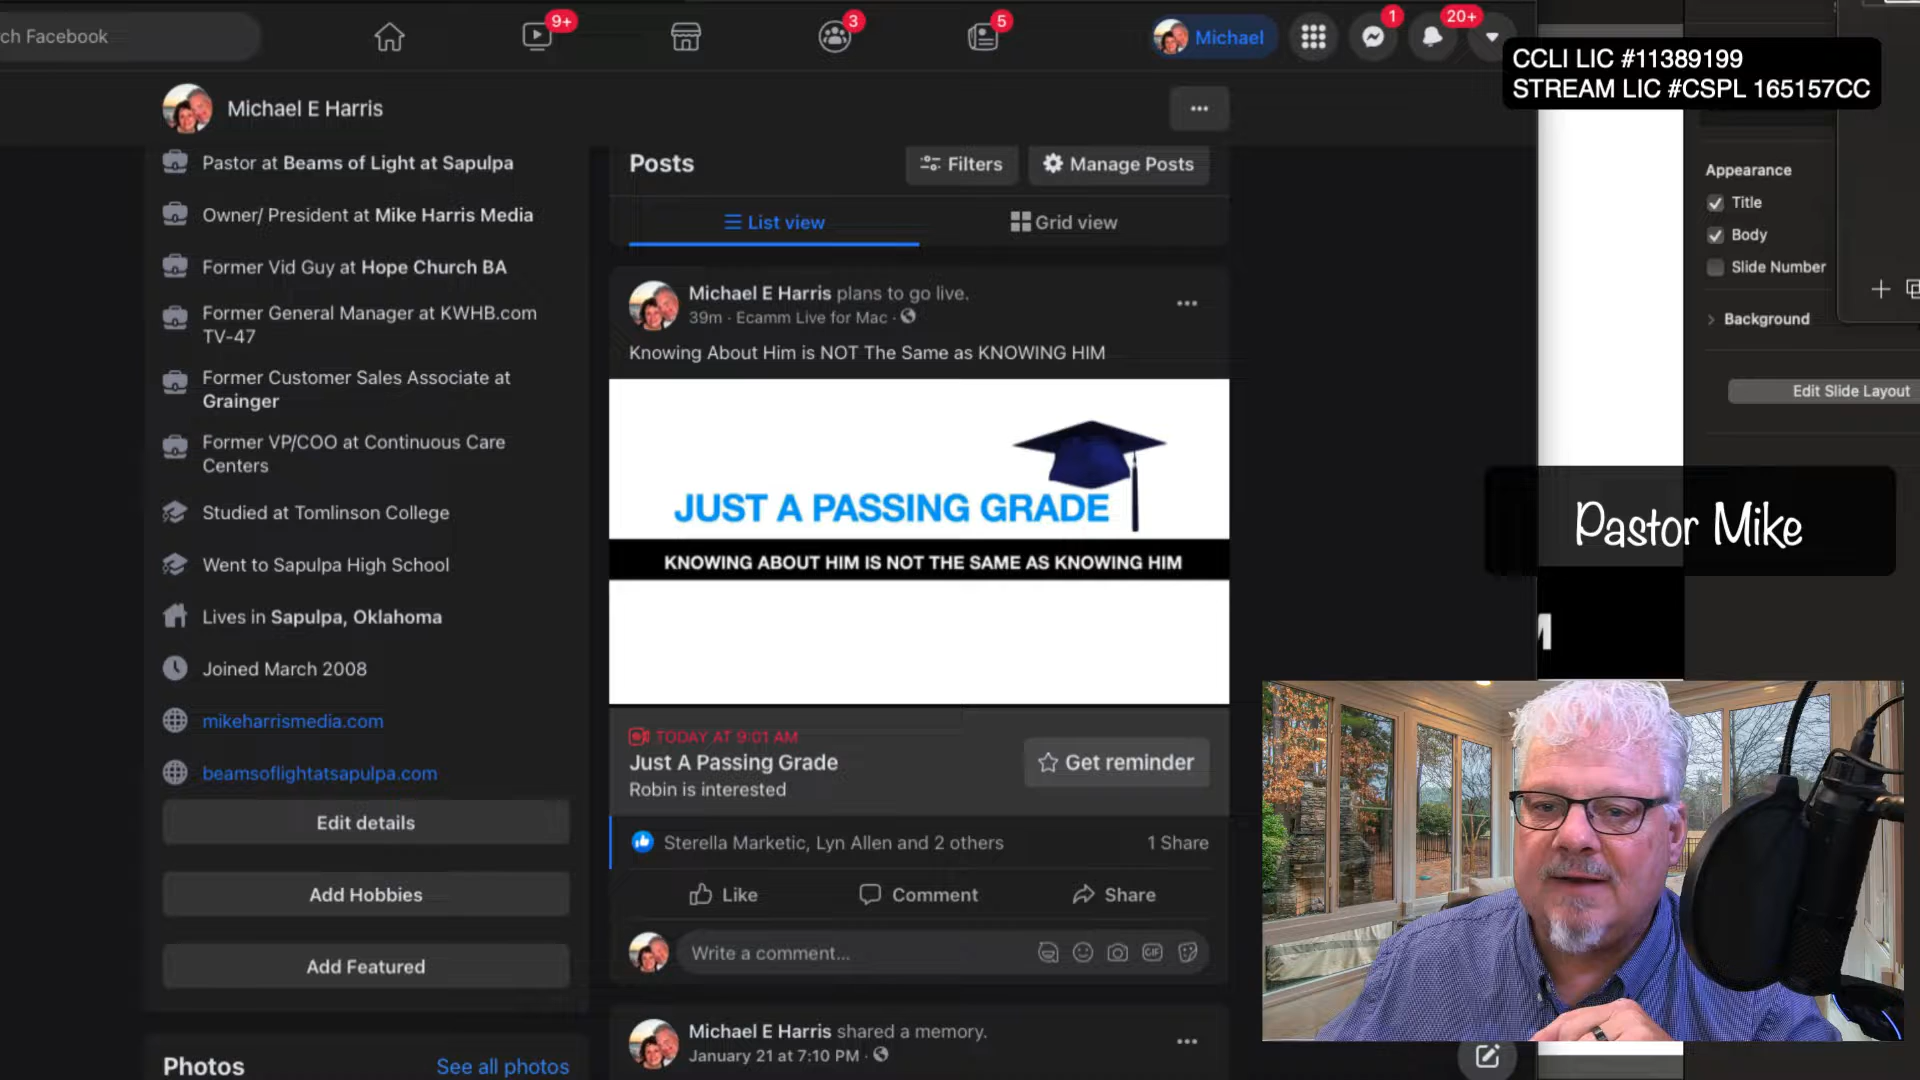 ch Facebook
9+
3
5
Michael
1
20+
CCLI LIC #11389199
STREAM LIC #CSPL 165157CC
Michael E Harris
Pastor at Beams of Light at Sapulpa
Owner/ President at Mike Harris Media
Former Vid Guy at Hope Church BA
Former General Manager at KWHB.com
TV-47
Former Customer Sales Associate at
Grainger
Former VP/COO at Continuous Care
Centers
Studied at Tomlinson College
Went to Sapulpa High School
Lives in Sapulpa, Oklahoma
Joined March 2008
mikeharrismedia.com
beamsoflightatsapulpa.com
Edit details
Add Hobbies
Add Featured
Photos
See all photos
Posts
Filters
Manage Posts
List view
Grid view
Michael E Harris plans to go live.
39m · Ecamm Live for Mac ·
Knowing About Him is NOT The Same as KNOWING HIM
JUST A PASSING GRADE
KNOWING ABOUT HIM IS NOT THE SAME AS KNOWING HIM
TODAY AT 9:01 AM
Just A Passing Grade
Robin is interested
Get reminder
Sterella Marketic, Lyn Allen and 2 others
1 Share
Like
Comment
Share
Write a comment...
GIF
Michael E Harris shared a memory.
January 21 at 7:10 PM ·
Appearance
Title
Body
Slide Number
Background
Edit Slide Layout
Pastor Mike